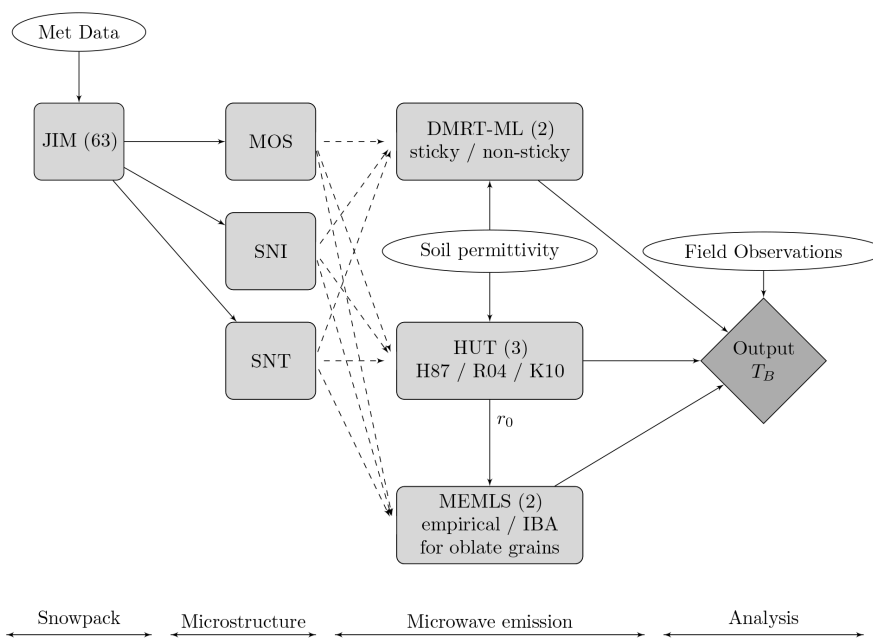 Met Data
JIM (63)
MOS
DMRT-ML (2)
sticky / non-sticky
SNI
Soil permittivity
Field Observations
SNT
HUT (3)
H87 / R04 / K10
Output
T_B
r_0
MEMLS (2)
empirical / IBA
for oblate grains
Snowpack
Microstructure
Microwave emission
Analysis